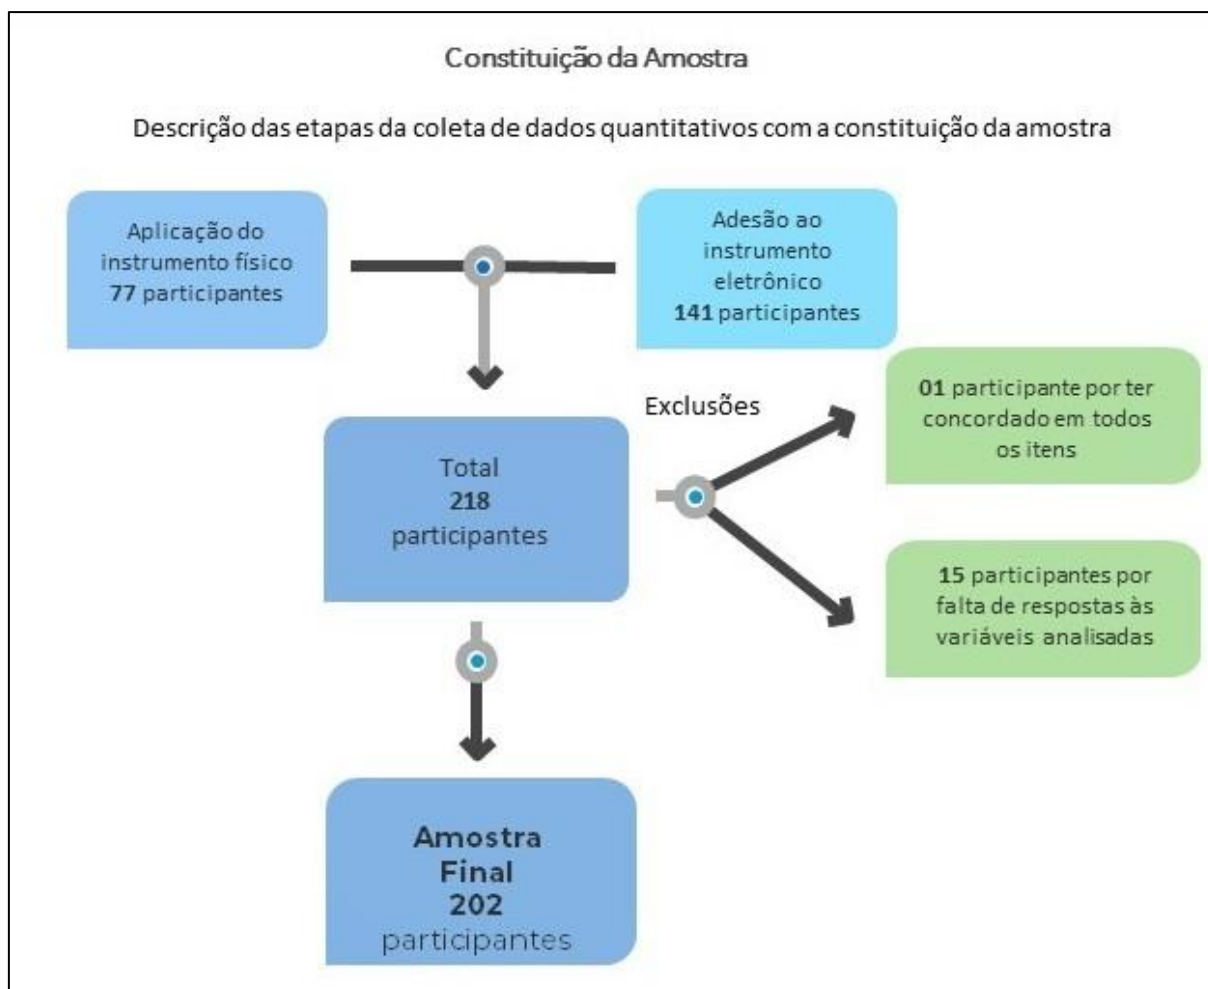 Constituição da Amostra
Descrição das etapas da coleta de dados quantitativos com a constituição da amostra
Aplicação do
instrumento físico
77 participantes
Adesão ao
instrumento
eletrônico
141 participantes
Total
218
participantes
Exclusões
01 participante por ter
concordado em todos
os itens
15 participantes por
falta de respostas às
variáveis analisadas
Amostra
Final
202
participantes